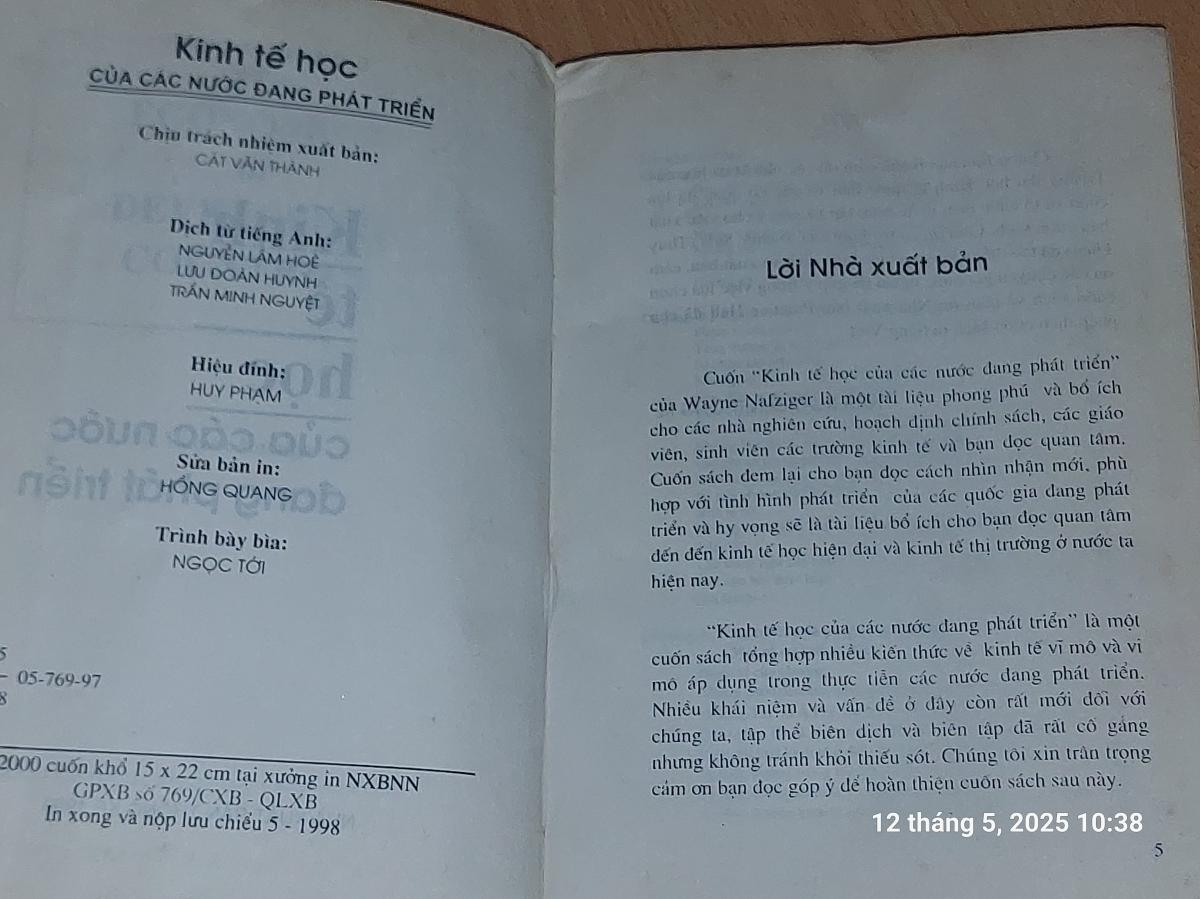 Kinh tế học
CỦA CÁC NƯỚC ĐANG PHÁT TRIỂN
Chịu trách nhiệm xuất bản:
CÁT VĂN THÀNH
Dịch từ tiếng Anh:
NGUYỄN LÂM HOÈ
LƯU ĐOÀN HUYNH
TRẦN MINH NGUYỆT
Hiệu đính:
HUY PHẠM
Sửa bản in:
HỒNG QUANG
Trình bày bìa:
NGỌC TỚI
5
05-769-97
8
2000 cuốn khổ 15 x 22 cm tại xưởng in NXBNN
GPXB số 769/CXB - QLXB
In xong và nộp lưu chiểu 5 - 1998
Lời Nhà xuất bản
Cuốn “Kinh tế học của các nước đang phát triển”
của Wayne Nafziger là một tài liệu phong phú và bổ ích
cho các nhà nghiên cứu, hoạch định chính sách, các giáo
viên, sinh viên các trường kinh tế và bạn đọc quan tâm.
Cuốn sách đem lại cho bạn đọc cách nhìn nhận mới, phù
hợp với tình hình phát triển của các quốc gia đang phát
triển và hy vọng sẽ là tài liệu bổ ích cho bạn đọc quan tâm
đến đến kinh tế học hiện đại và kinh tế thị trường ở nước ta
hiện nay.
“Kinh tế học của các nước đang phát triển” là một
cuốn sách tổng hợp nhiều kiến thức về kinh tế vĩ mô và vi
mô áp dụng trong thực tiễn các nước đang phát triển.
Nhiều khái niệm và vấn đề ở đây còn rất mới đối với
chúng ta, tập thể biên dịch và biên tập đã rất cố gắng
nhưng không tránh khỏi thiếu sót. Chúng tôi xin trân trọng
cám ơn bạn đọc góp ý để hoàn thiện cuốn sách sau này.
12 tháng 5, 2025 10:38
5